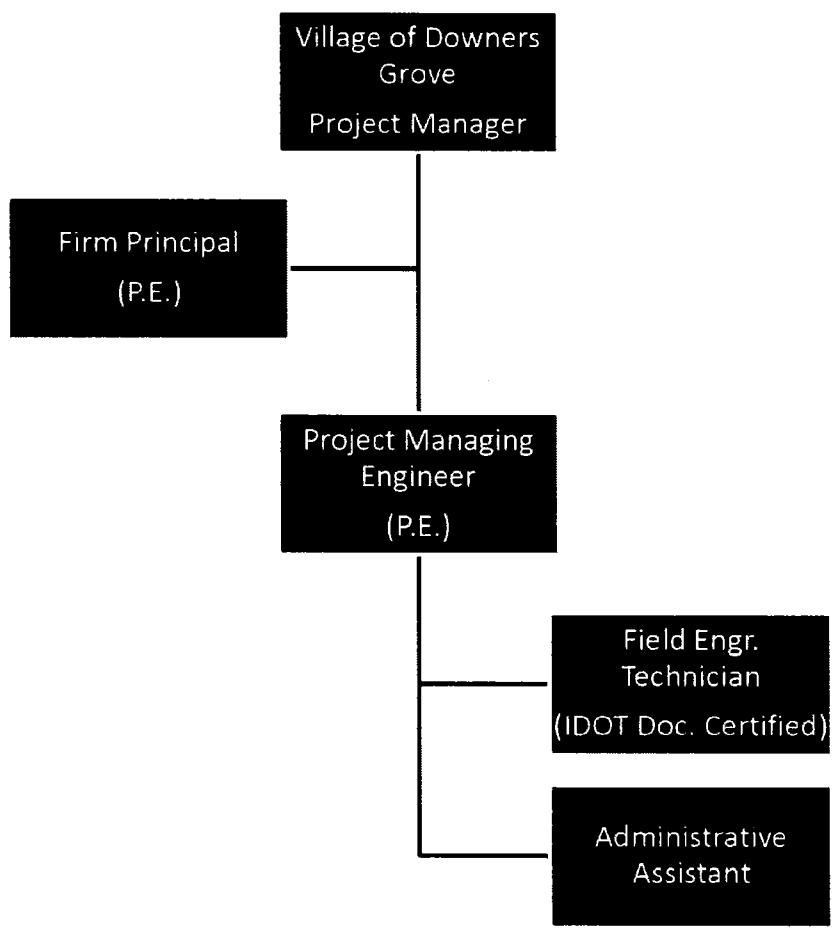 Village of Downers
Grove
Project Manager
Firm Principal
(P.E.)
Project Managing
Engineer
(P.E.)
Field Engr.
Technician
(IDOT Doc. Certified)
Administrative
Assistant